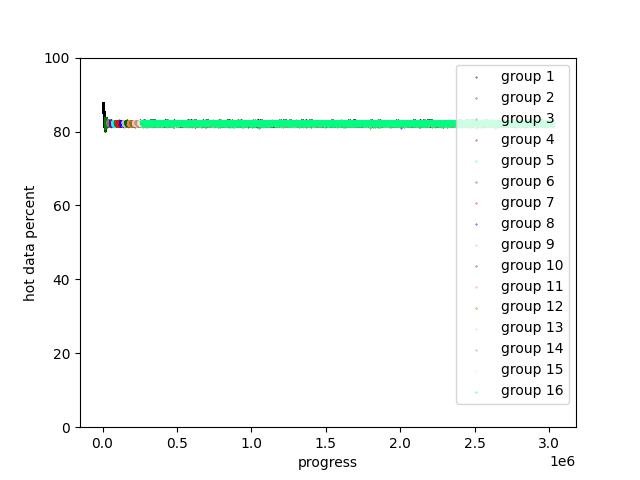 100
80
60
40
20
0
hot data percent
0.0 0.5 1.0 1.5 2.0 2.5 3.0
1e6
progress
group 1
group 2
group 3
group 4
group 5
group 6
group 7
group 8
group 9
group 10
group 11
group 12
group 13
group 14
group 15
group 16